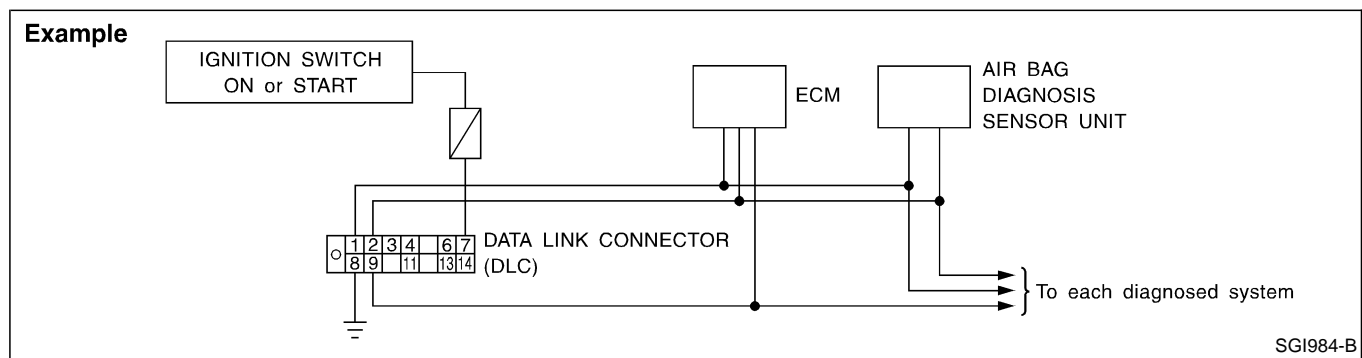 Example
IGNITION SWITCH
ON or START
ECM
AIR BAG
DIAGNOSIS
SENSOR UNIT
1 2 3 4 6 7
8 9 11 13 14
DATA LINK CONNECTOR
(DLC)
To each diagnosed system
SGI984-B